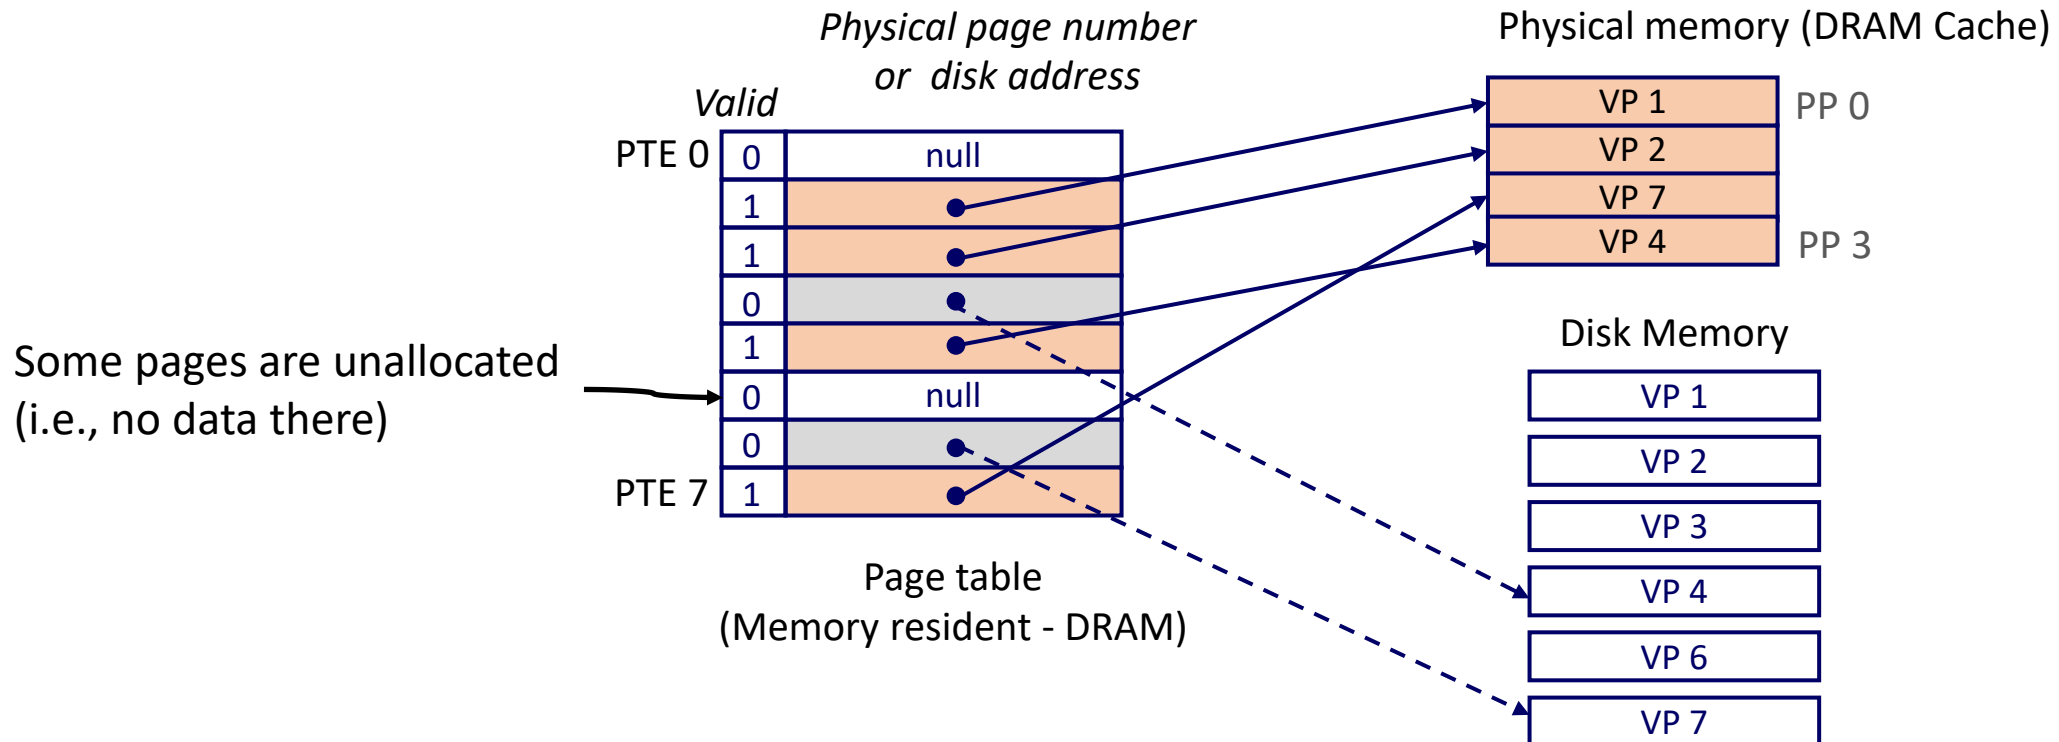 Physical page number
or disk address
Physical memory (DRAM Cache)
Valid
VP 1
PP 0
PTE 0
0
null
VP 2
1
VP 7
1
VP 4
PP 3
0
Disk Memory
1
Some pages are unallocated
(i.e., no data there)
0
null
VP 1
0
VP 2
PTE 7
1
VP 3
Page table
(Memory resident - DRAM)
VP 4
VP 6
VP 7